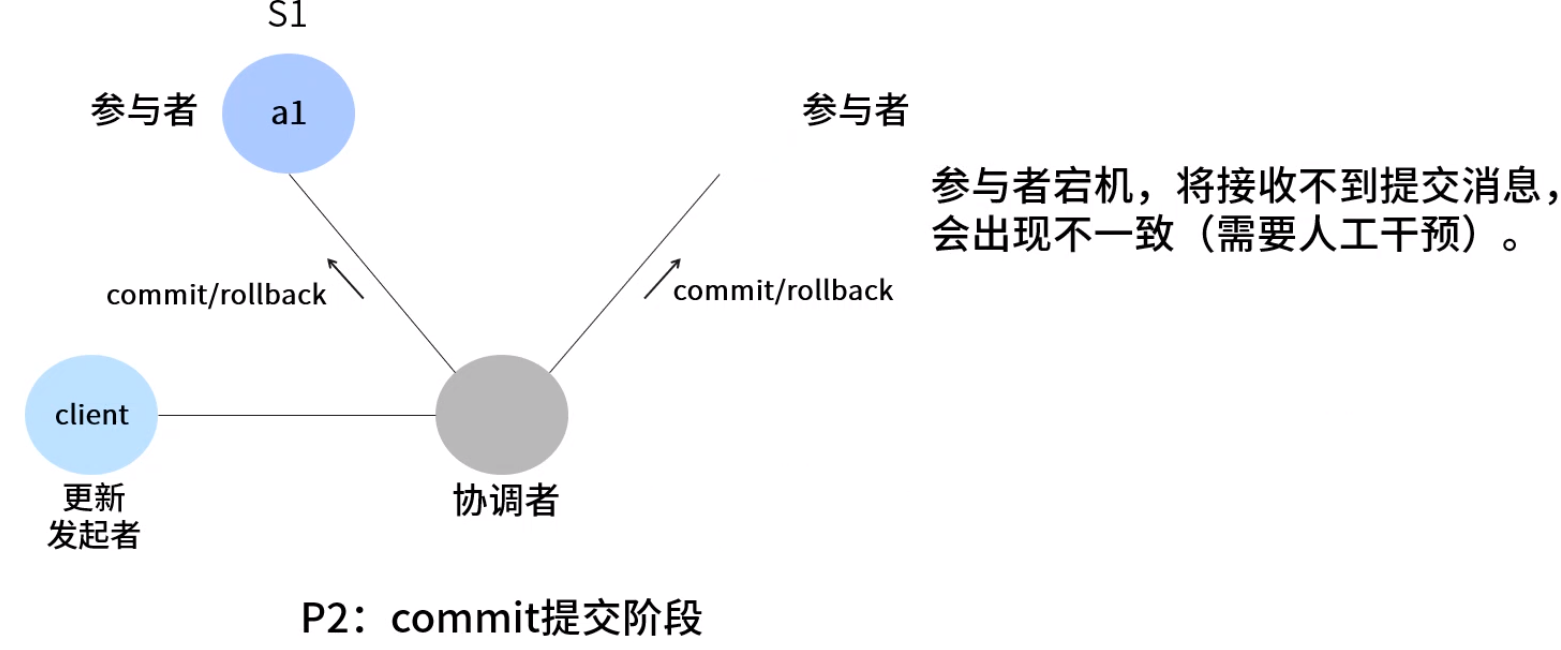 S1
参与者
a1
参与者
参与者宕机，将接收不到提交消息，
会出现不一致（需要人工干预）。
commit/rollback
commit/rollback
client
更新
发起者
协调者
P2：commit提交阶段